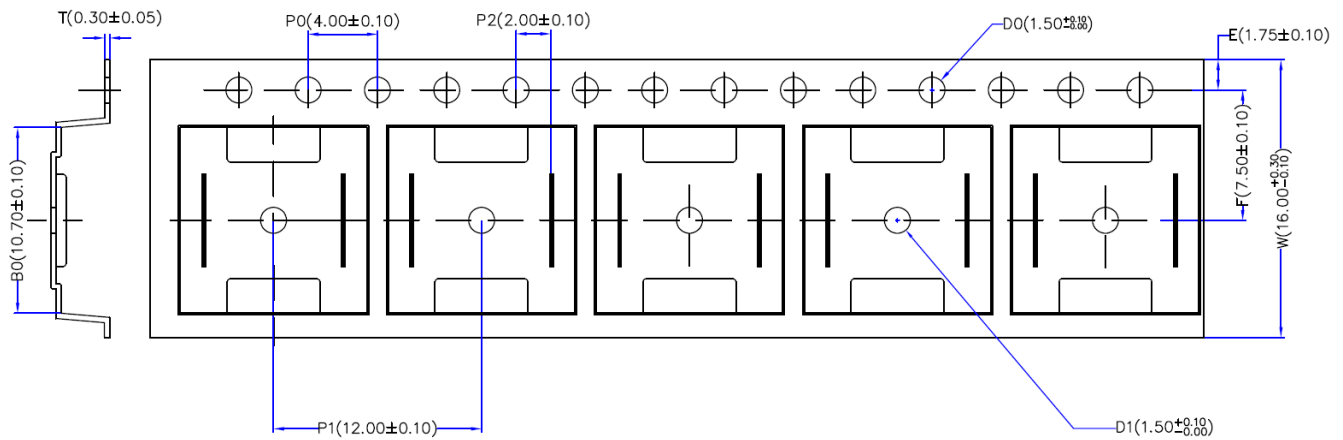 T(0.30±0.05)
P0(4.00±0.10)
P2(2.00±0.10)
D0(1.50+0.10-0.00)
E(1.75±0.10)
B0(10.70±0.10)
F(7.50±0.10)
W(16.00+0.30-0.10)
P1(12.00±0.10)
D1(1.50+0.10-0.00)